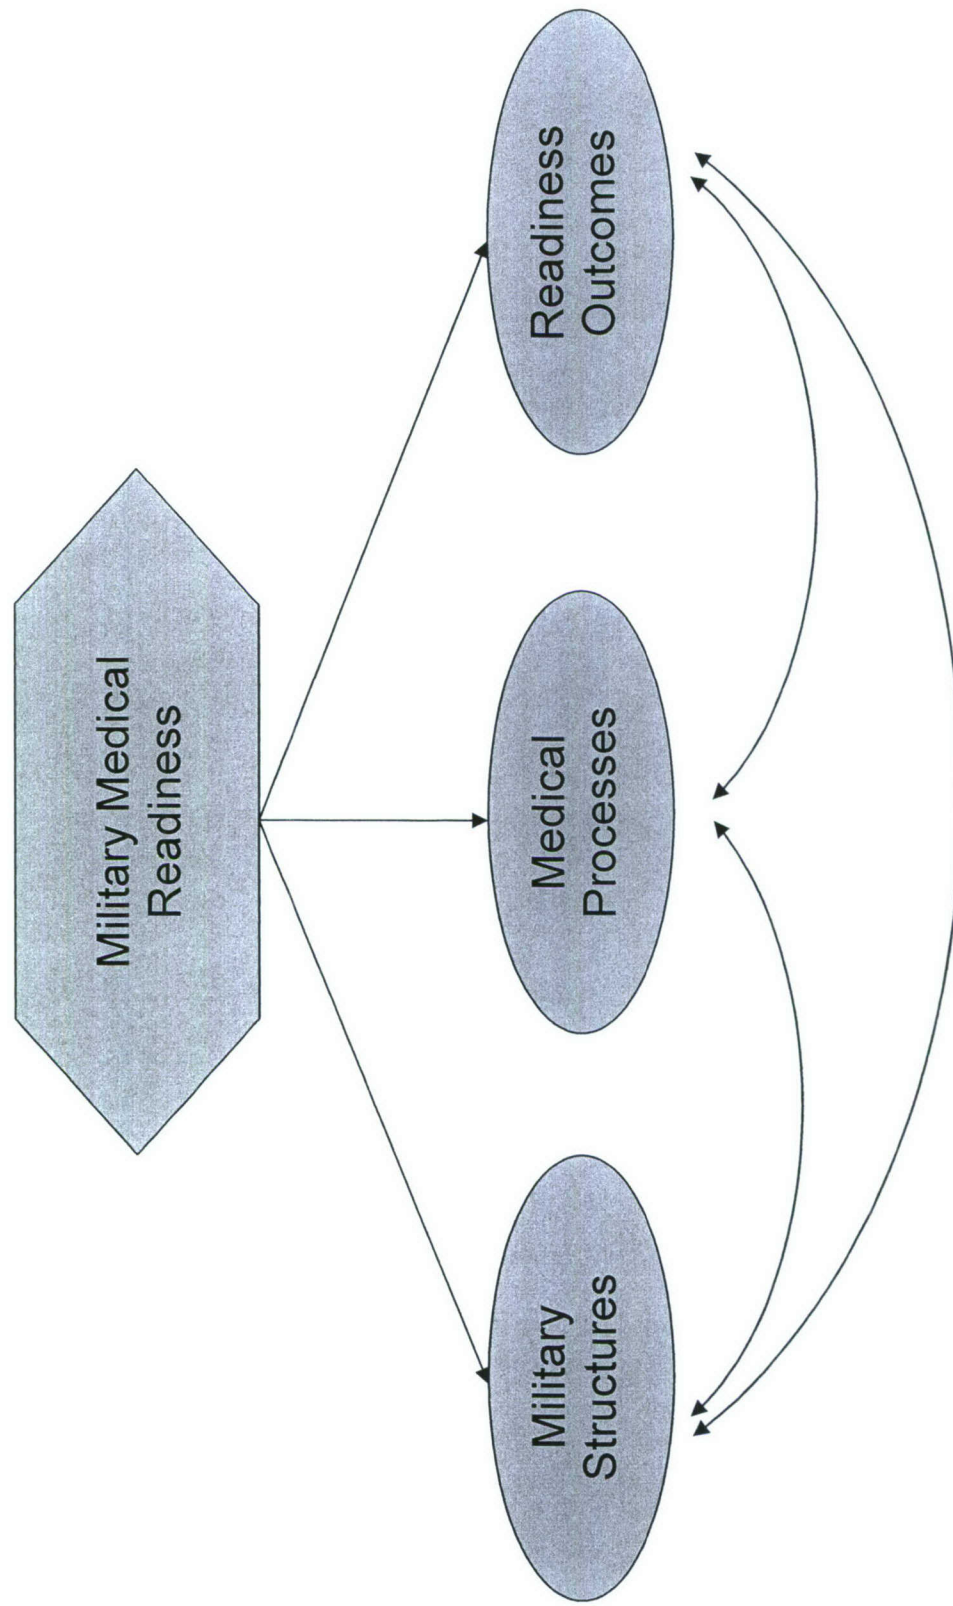 Military Medical
Readiness
Military
Structures
Medical
Processes
Readiness
Outcomes